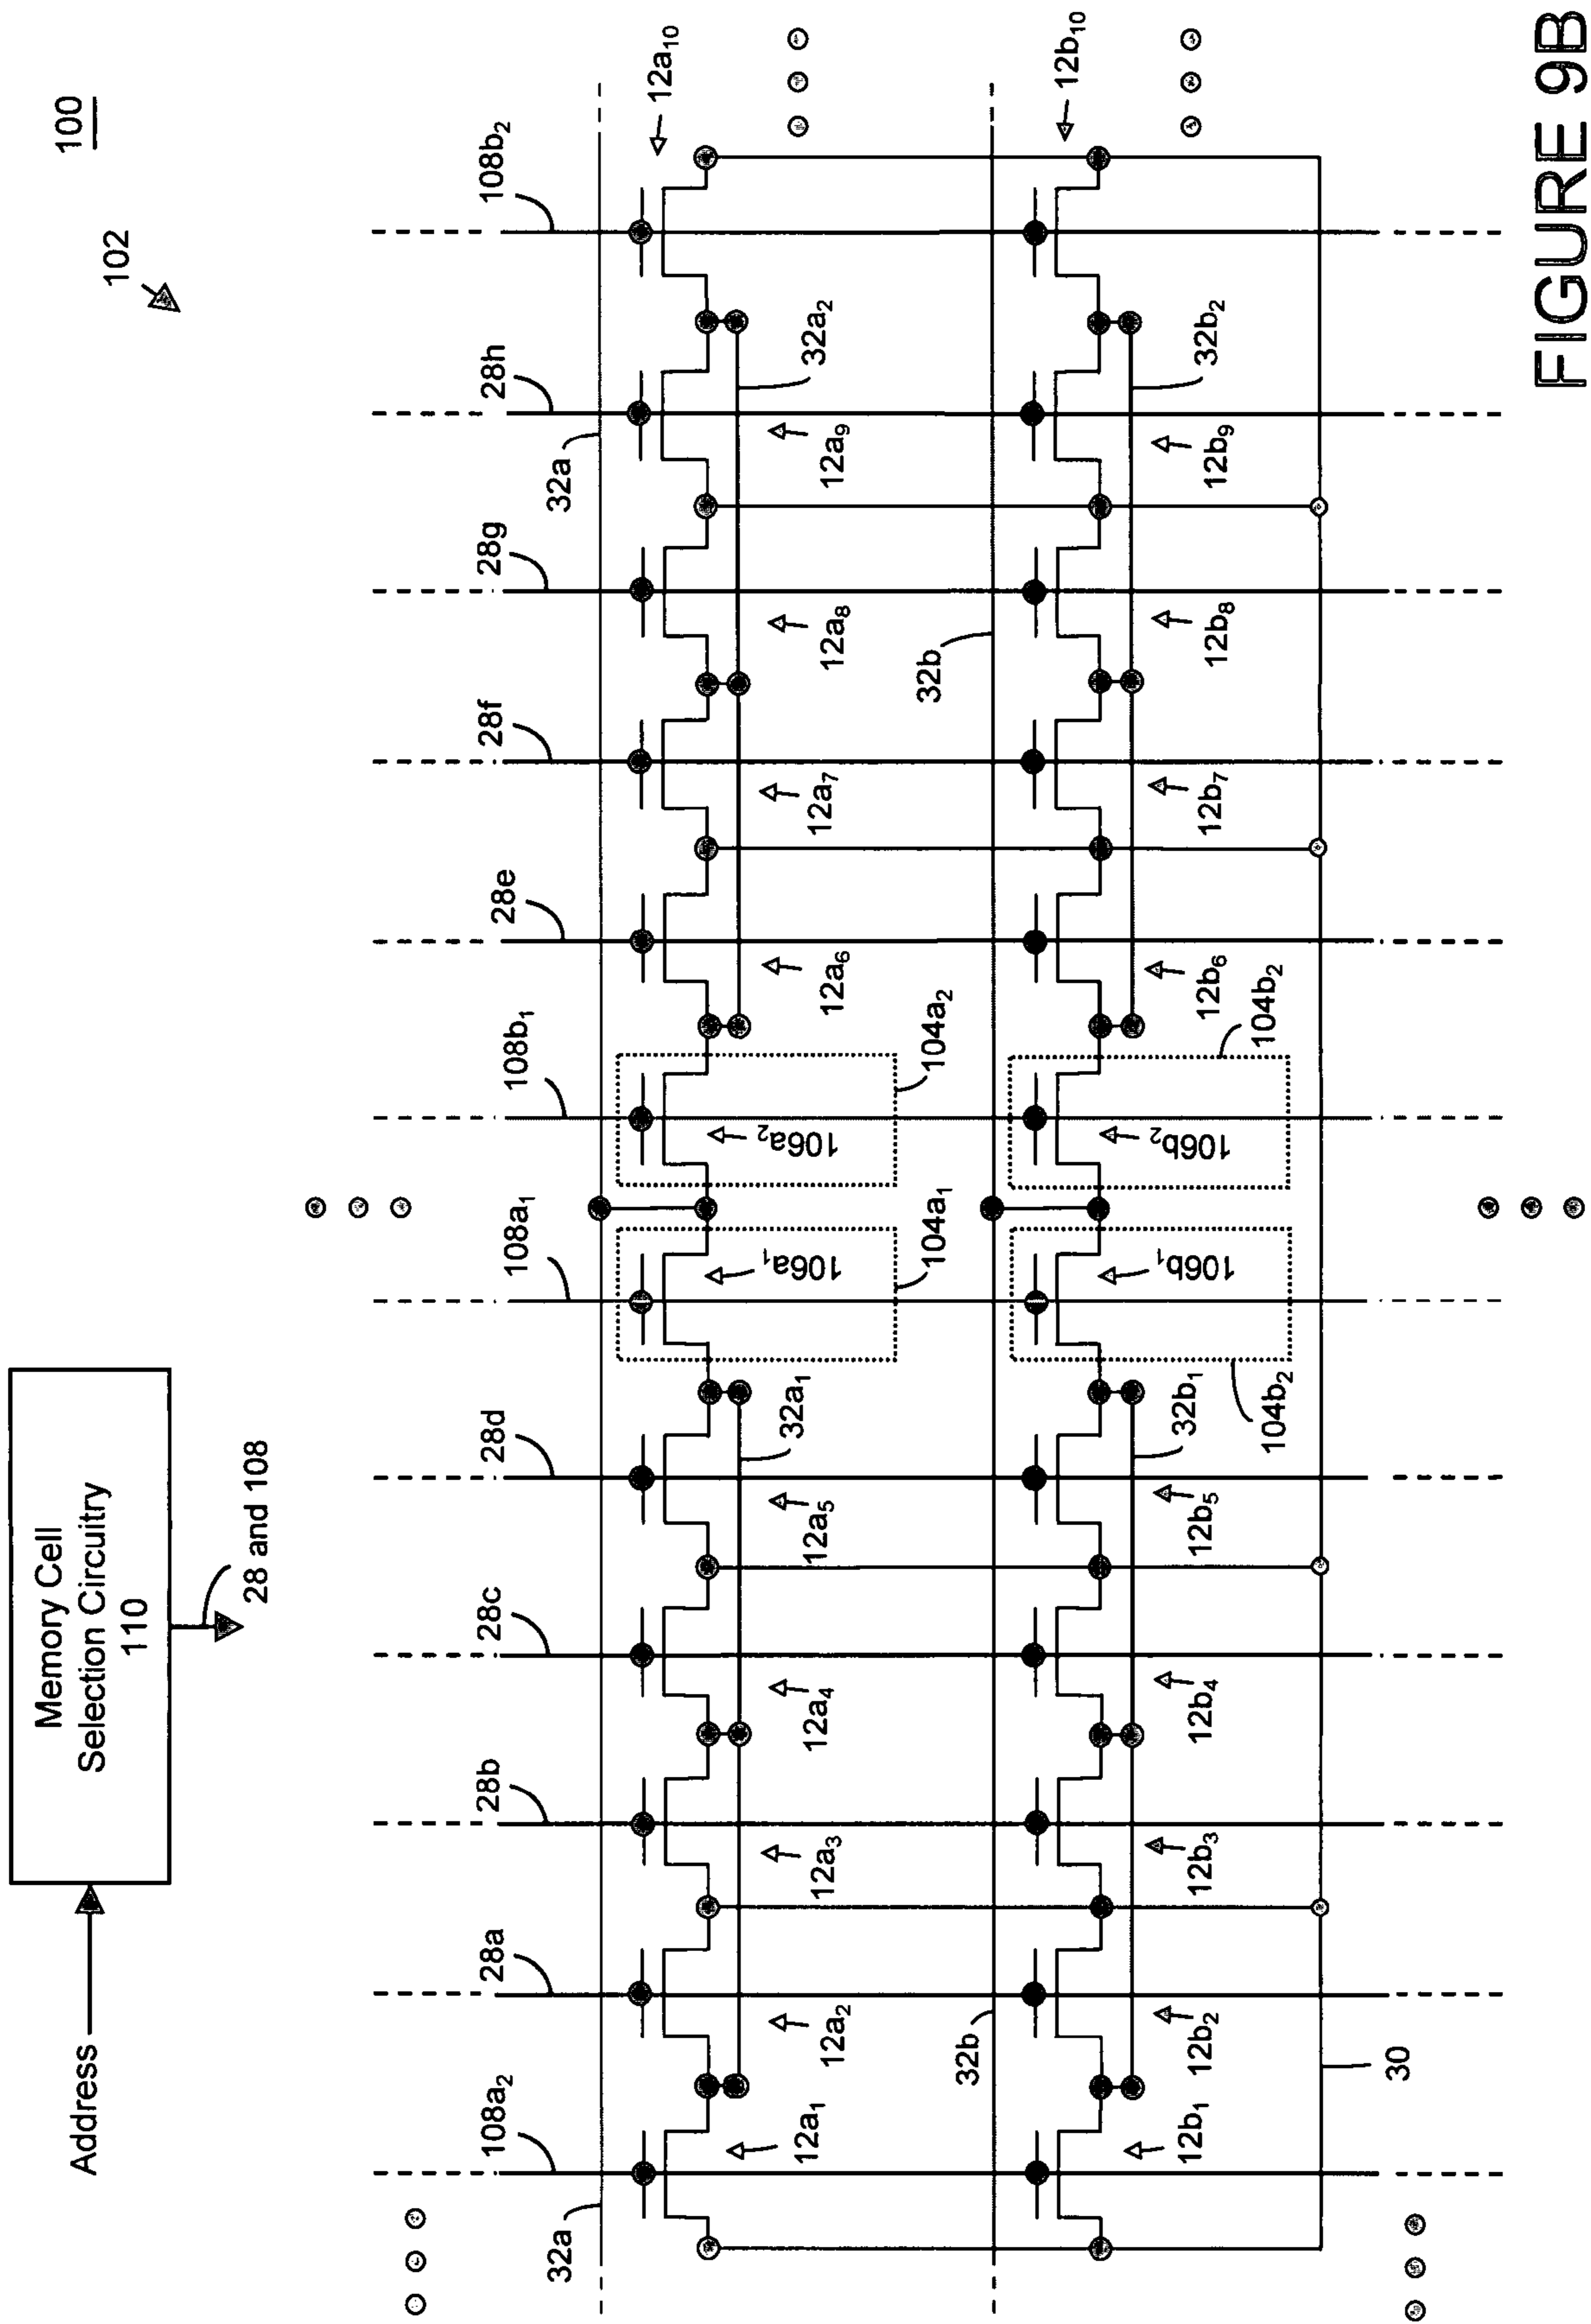 100
102
Memory Cell
Selection Circuitry
110
Address
28 and 108
108a2
28a
28b
28c
28d
108a1
108b1
28e
28f
28g
28h
108b2
32a
32a
12a1
12a2
12a3
12a4
12a5
32a1
106a1
104a1
106a2
104a2
12a6
12a7
12a8
12a9
32a2
12a10
32b
32b
12b1
12b2
12b3
12b4
12b5
32b1
106b1
104b2
106b2
104b2
12b6
12b7
12b8
12b9
32b2
12b10
30
FIGURE 9B